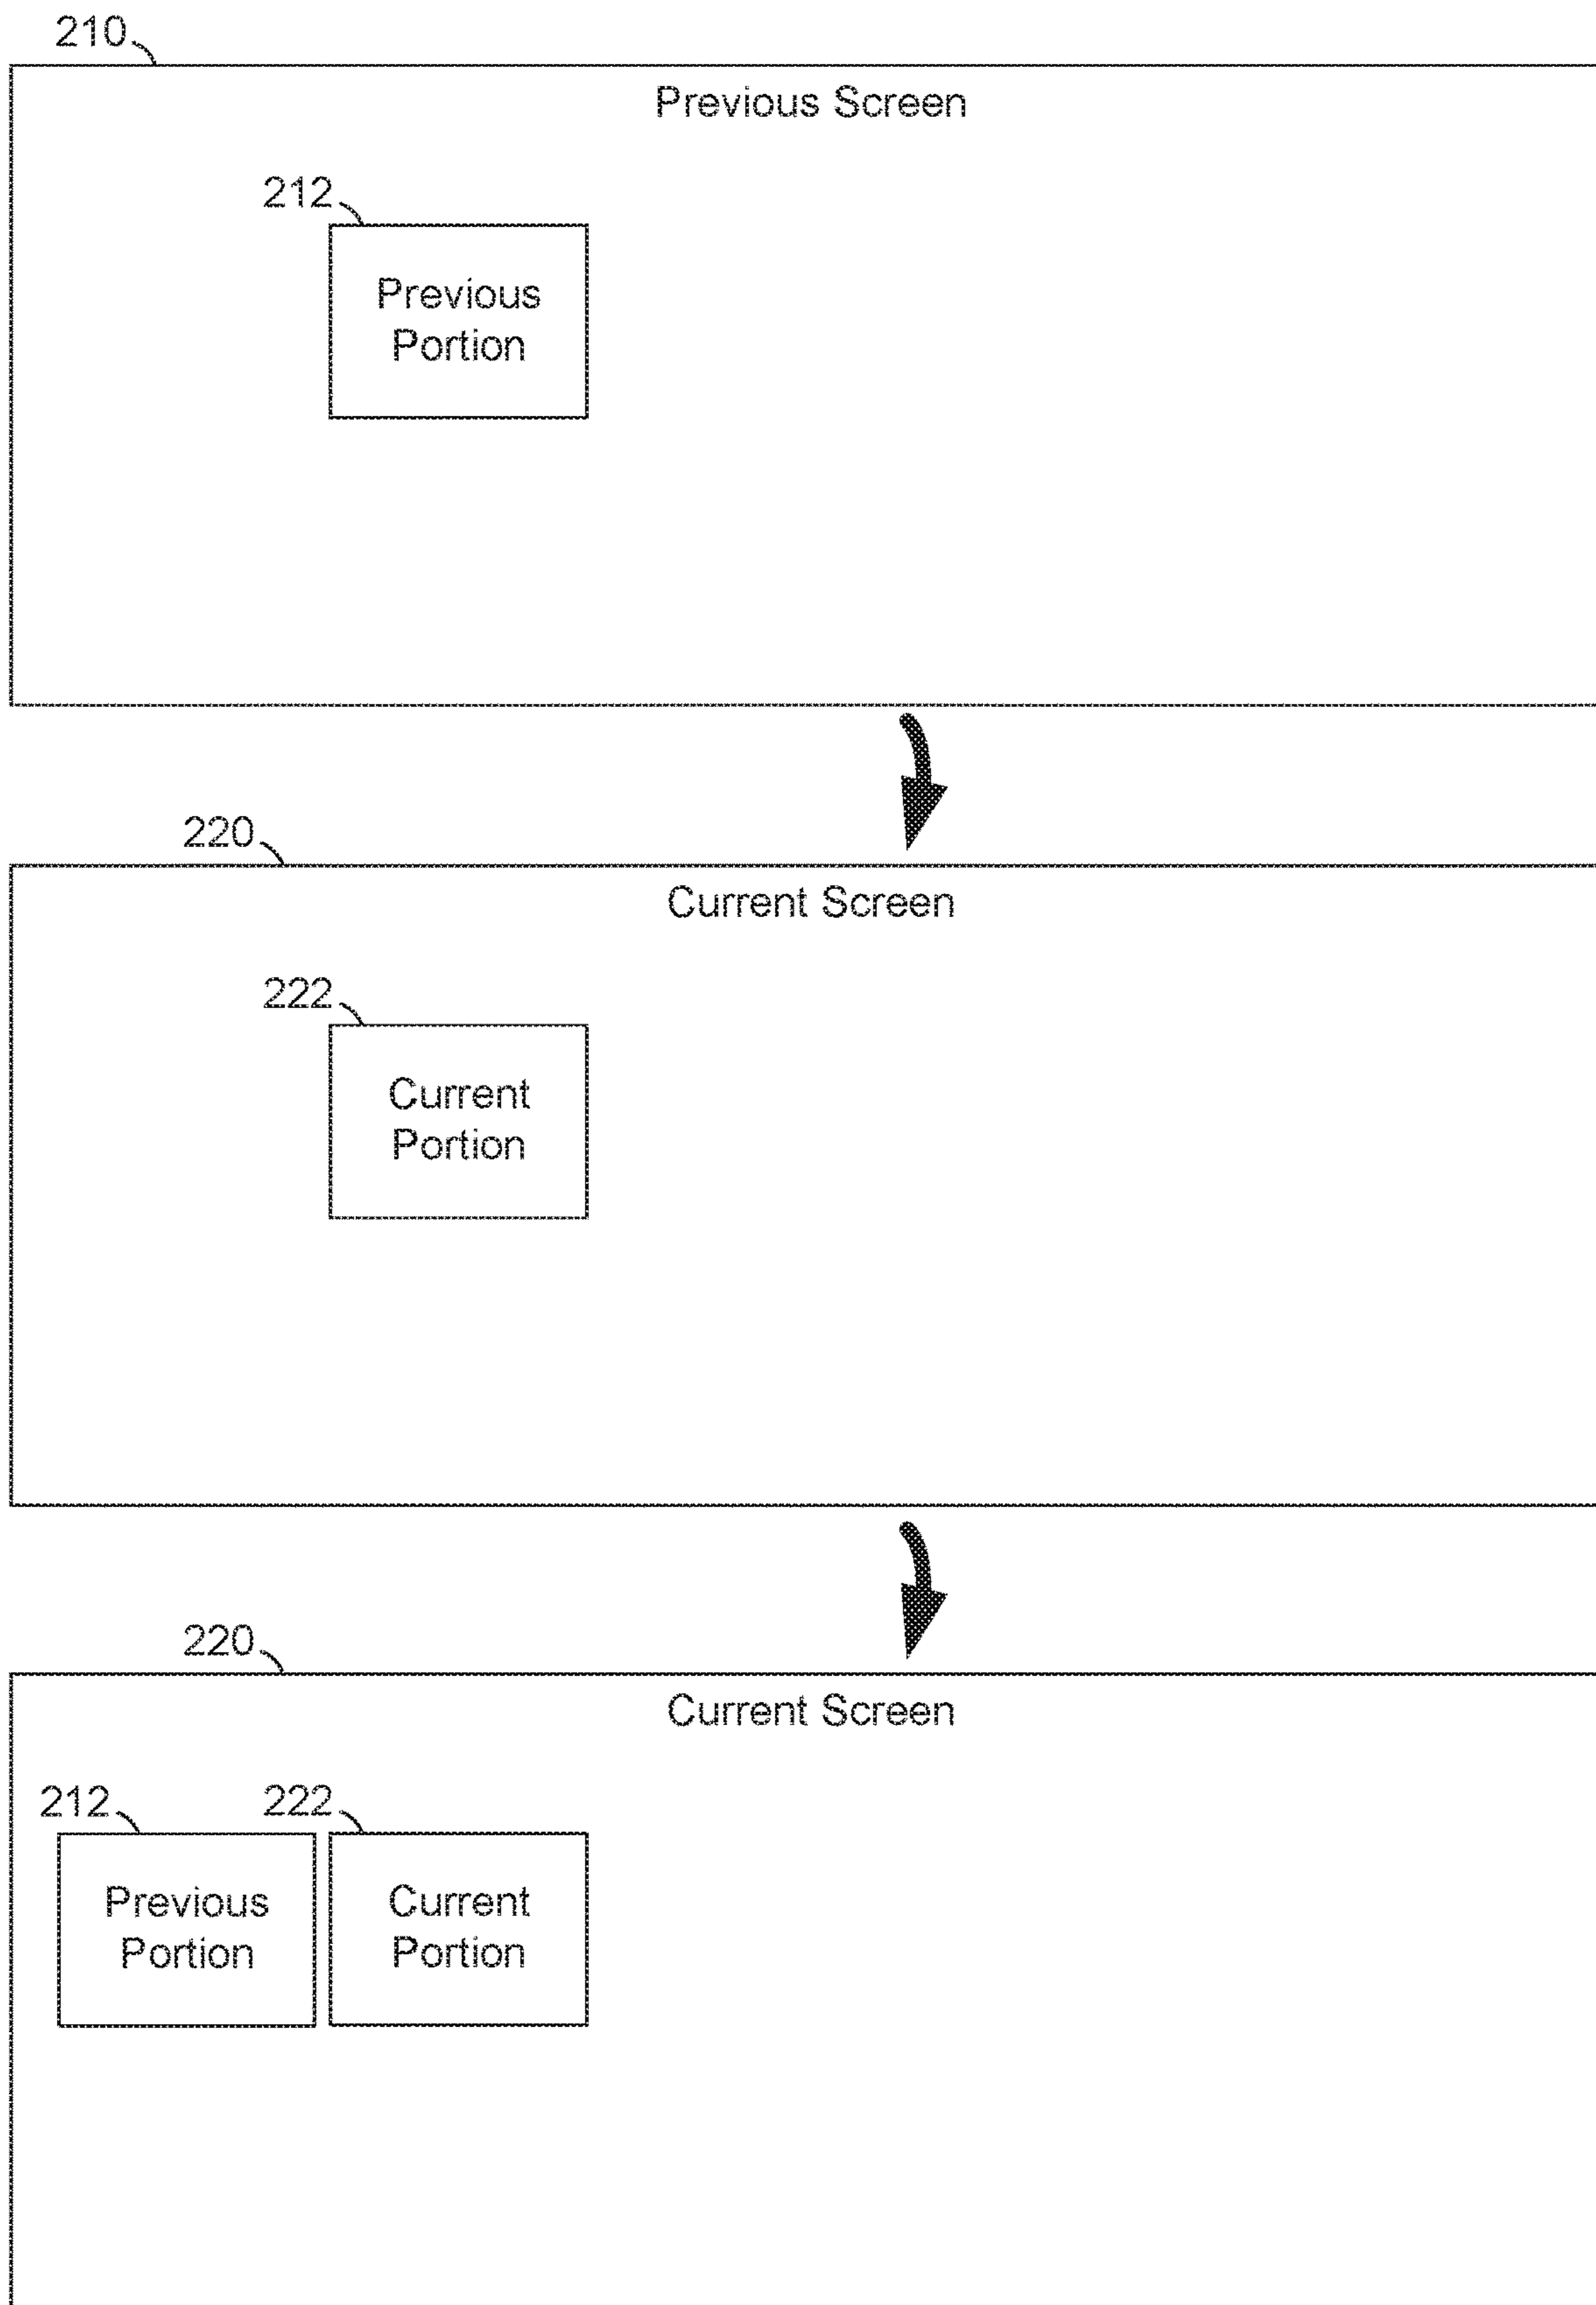 210
Previous Screen
212
Previous
Portion
220
Current Screen
222
Current
Portion
220
Current Screen
212
222
Previous
Portion
Current
Portion